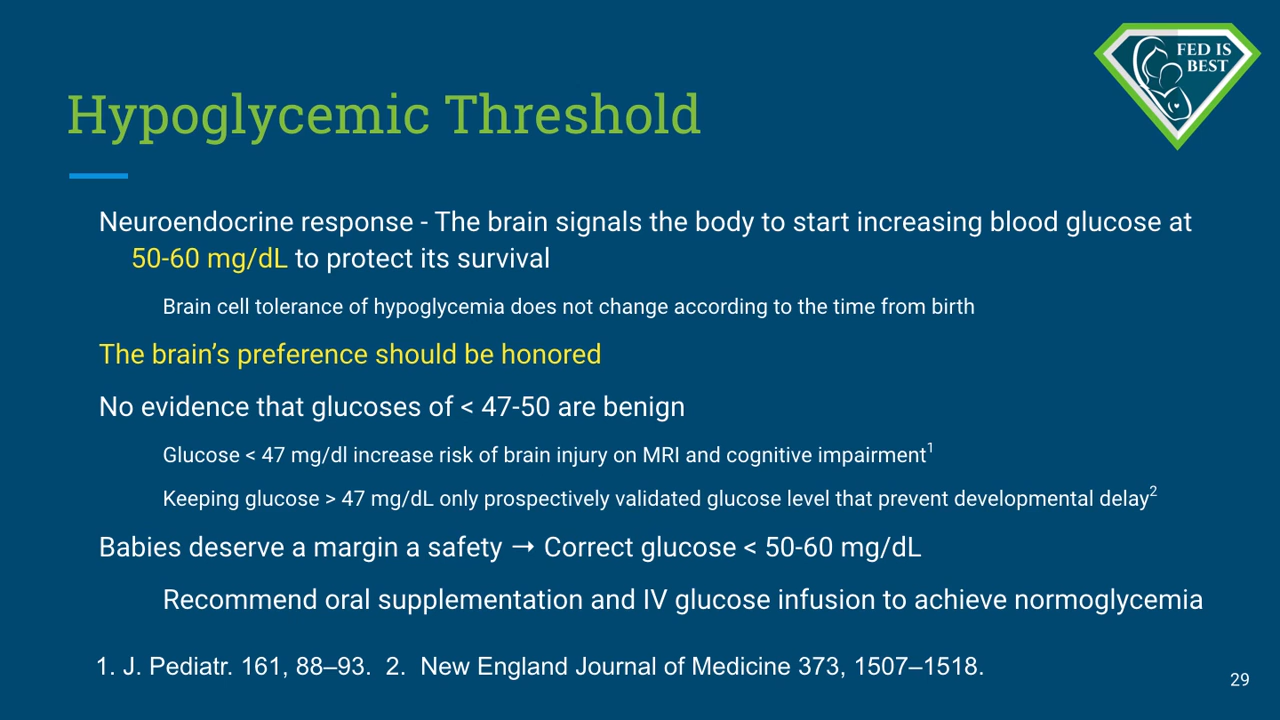 FED IS
BEST
Hypoglycemic Threshold
Neuroendocrine response - The brain signals the body to start increasing blood glucose at
50-60 mg/dL to protect its survival
Brain cell tolerance of hypoglycemia does not change according to the time from birth
The brain’s preference should be honored
No evidence that glucoses of < 47-50 are benign
Glucose < 47 mg/dl increase risk of brain injury on MRI and cognitive impairment¹
Keeping glucose > 47 mg/dL only prospectively validated glucose level that prevent developmental delay²
Babies deserve a margin a safety → Correct glucose < 50-60 mg/dL
Recommend oral supplementation and IV glucose infusion to achieve normoglycemia
1. J. Pediatr. 161, 88–93. 2. New England Journal of Medicine 373, 1507–1518.
29